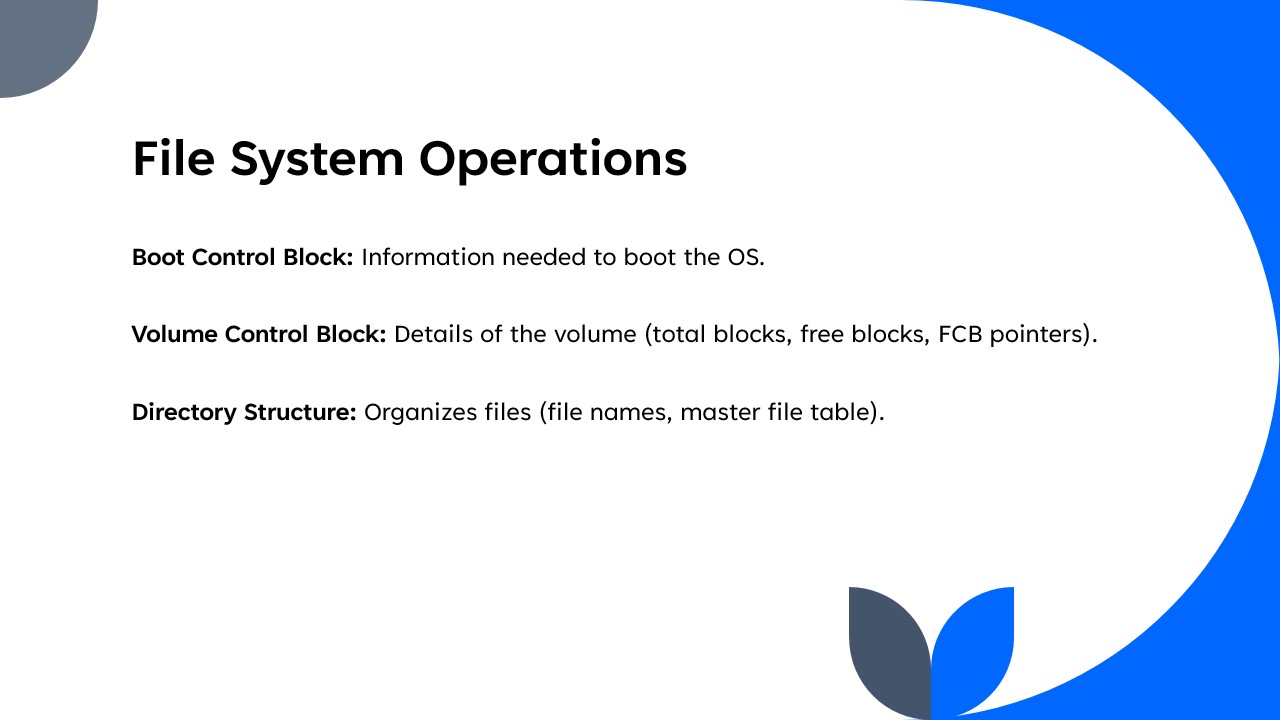 File System Operations
Boot Control Block: Information needed to boot the OS.
Volume Control Block: Details of the volume (total blocks, free blocks, FCB pointers).
Directory Structure: Organizes files (file names, master file table).